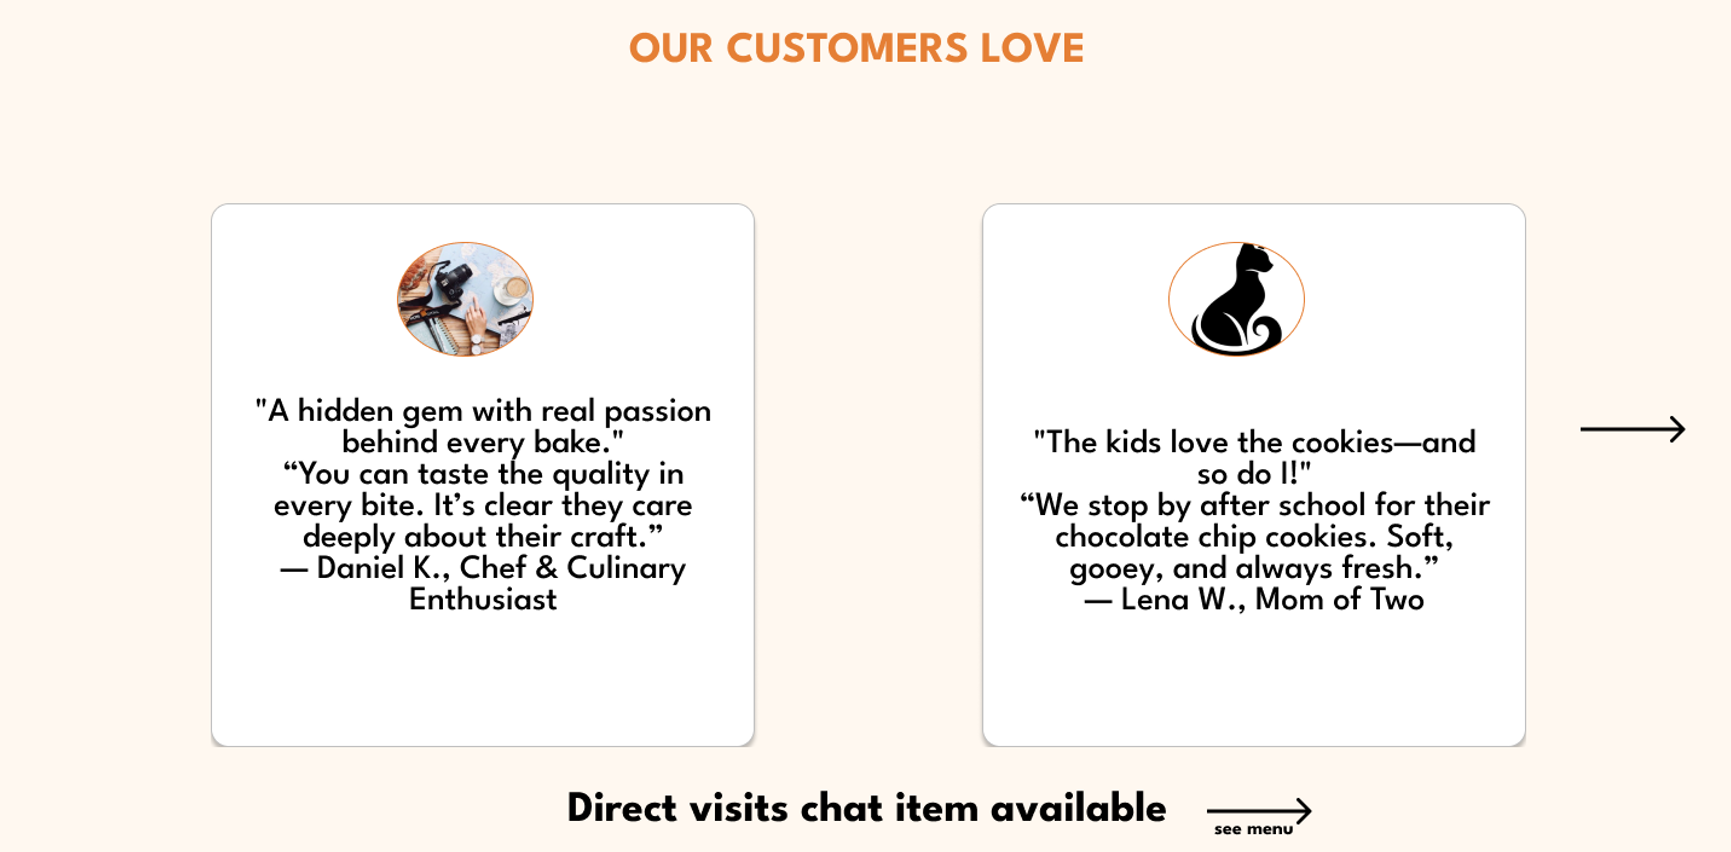 OUR CUSTOMERS LOVE
"A hidden gem with real passion
behind every bake."
“You can taste the quality in
every bite. It’s clear they care
deeply about their craft.”
— Daniel K., Chef & Culinary
Enthusiast
"The kids love the cookies—and
so do I!"
“We stop by after school for their
chocolate chip cookies. Soft,
gooey, and always fresh.”
— Lena W., Mom of Two
Direct visits chat item available
see menu